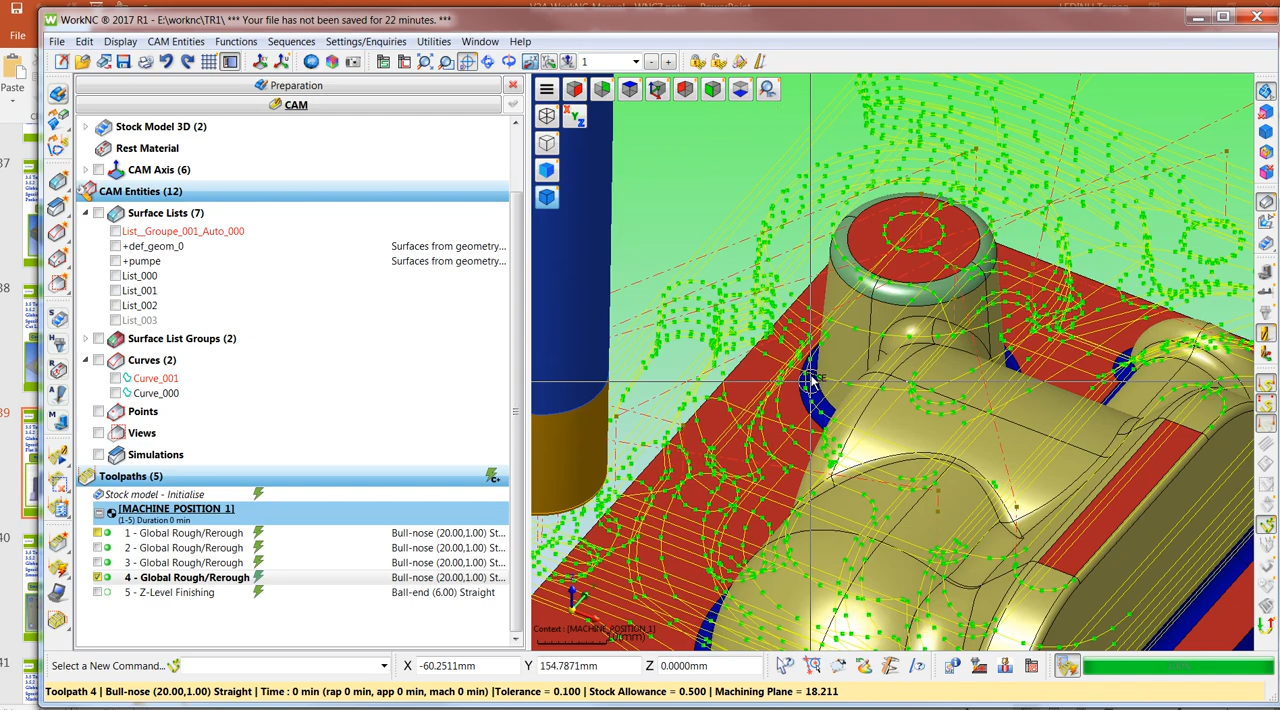 WorkNC ® 2017 R1 - E:\worknc\TR1\ *** Your file has not been saved for 22 minutes. ***
File
Paste
37
38
39
40
41
File Edit Display CAM Entities Functions Sequences Settings/Enquiries Utilities Window Help
1
Preparation
CAM
Stock Model 3D (2)
Rest Material
CAM Axis (6)
CAM Entities (12)
Surface Lists (7)
List__Groupe_001_Auto_000
+def_geom_0 Surfaces from geometry...
+pumpe Surfaces from geometry...
List_000
List_001
List_002
List_003
Surface List Groups (2)
Curves (2)
Curve_001
Curve_000
Points
Views
Simulations
Toolpaths (5)
Stock model - Initialise
[MACHINE POSITION 1]
(1-5) Duration 0 min
1 - Global Rough/Rerough Bull-nose (20.00,1.00) St...
2 - Global Rough/Rerough Bull-nose (20.00,1.00) St...
3 - Global Rough/Rerough Bull-nose (20.00,1.00) St...
4 - Global Rough/Rerough Bull-nose (20.00,1.00) St...
5 - Z-Level Finishing Ball-end (6.00) Straight
X
Y
Z
Context : [MACHINE_POSITION_1]
Select a New Command... X -60.2511mm Y 154.7871mm Z 0.0000mm
Toolpath 4 | Bull-nose (20.00,1.00) Straight | Time : 0 min (rap 0 min, app 0 min, mach 0 min) |Tolerance = 0.100 | Stock Allowance = 0.500 | Machining Plane = 18.211